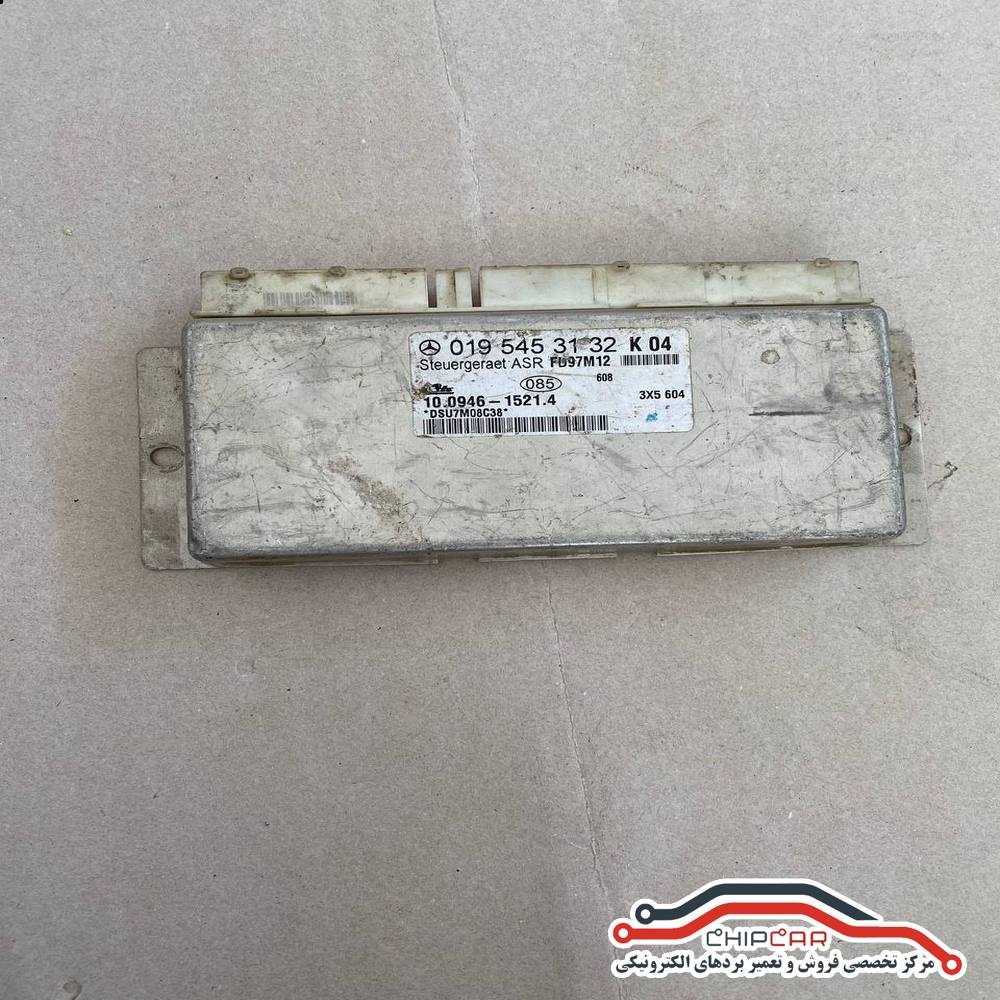 019 545 31 32 K 04
Steuergeraet ASR FD97M12
085 608
10.0946-1521.4 3X5 604
*DSU7M08C38*
CHIPCAR
مرکز تخصصی فروش و تعمیر بردهای الکترونیکی